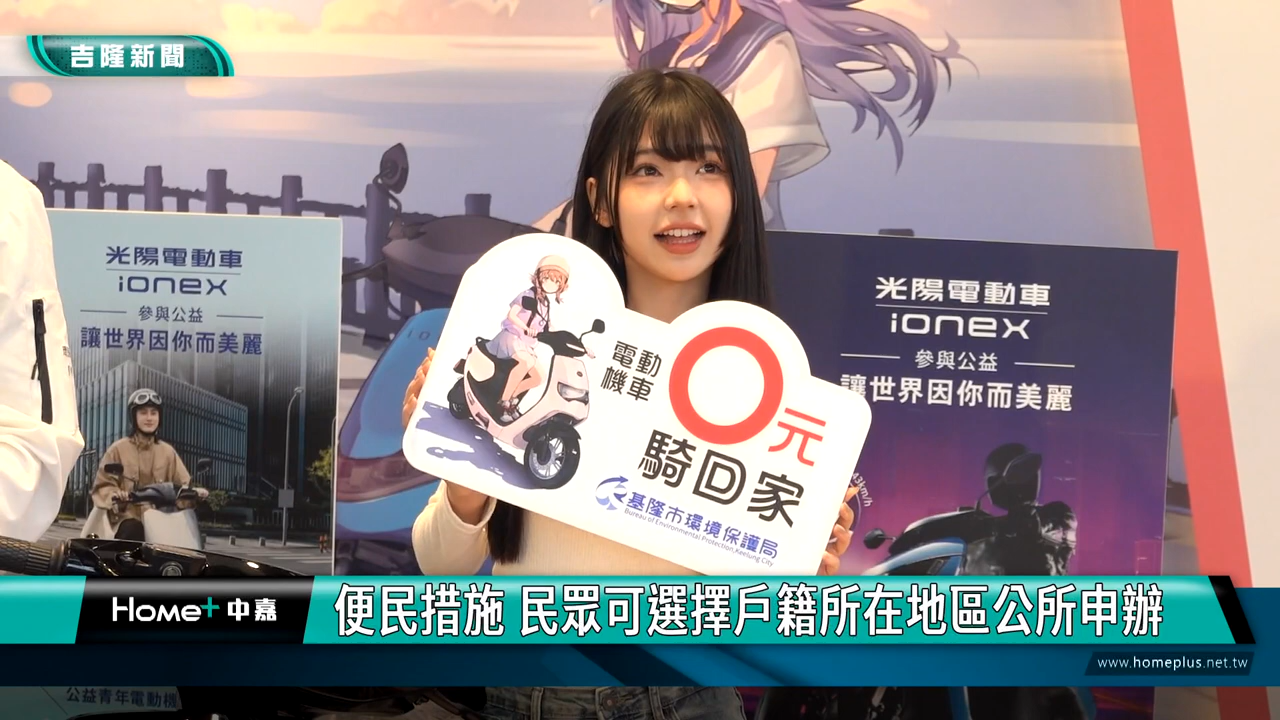 吉隆新聞
光陽電動車
ionex
參與公益
讓世界因你而美麗
電動
機車
0元
騎回家
基隆市環境保護局
Bureau of Environmental Protection,Keelung City
光陽電動車
ionex
參與公益
讓世界因你而美麗
43km/h
Home+中嘉
便民措施 民眾可選擇戶籍所在地區公所申辦
www.homeplus.net.tw
公益青年電動機